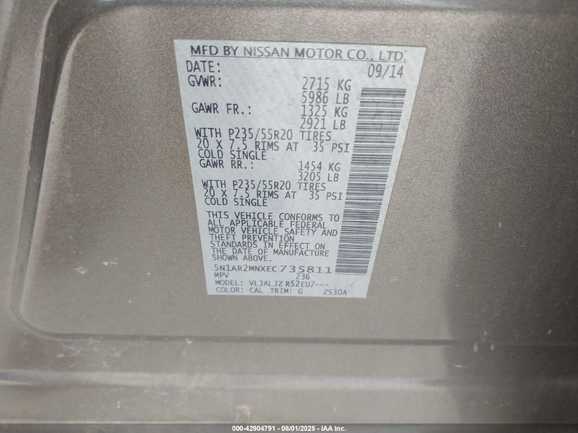 MFD BY NISSAN MOTOR CO., LTD.
DATE: 09/14
GVWR: 2715 KG
5986 LB
GAWR FR.: 1325 KG
2921 LB
WITH P235/55R20 TIRES
20 X 7.5 RIMS AT 35 PSI
COLD SINGLE
GAWR RR.: 1454 KG
3205 LB
WITH P235/55R20 TIRES
20 X 7.5 RIMS AT 35 PSI
COLD SINGLE
THIS VEHICLE CONFORMS TO
ALL APPLICABLE FEDERAL
MOTOR VEHICLE SAFETY AND
THEFT PREVENTION
STANDARDS IN EFFECT ON
THE DATE OF MANUFACTURE
SHOWN ABOVE.
5N1AR2MNXEC735811
MPV 236
MODEL: R52EU7---
COLOR: CAL TRIM: G 2530A
000-42904791 - 08/01/2025 - IAA Inc.